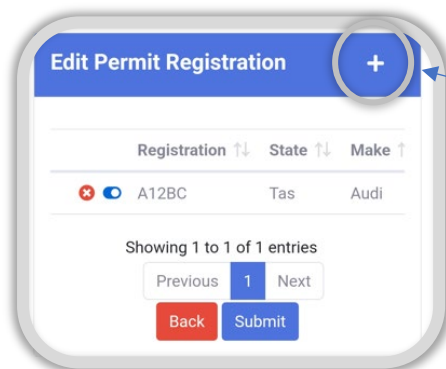 Edit Permit Registration +
Registration State Make
A12BC Tas Audi
Showing 1 to 1 of 1 entries
Previous 1 Next
Back Submit